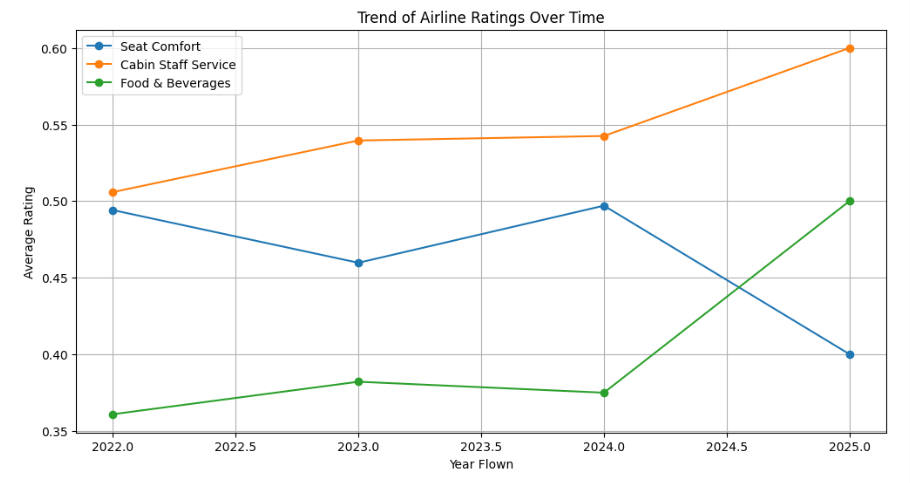 Trend of Airline Ratings Over Time
Seat Comfort
Cabin Staff Service
Food & Beverages
Average Rating
0.60
0.55
0.50
0.45
0.40
0.35
2022.0 2022.5 2023.0 2023.5 2024.0 2024.5 2025.0
Year Flown